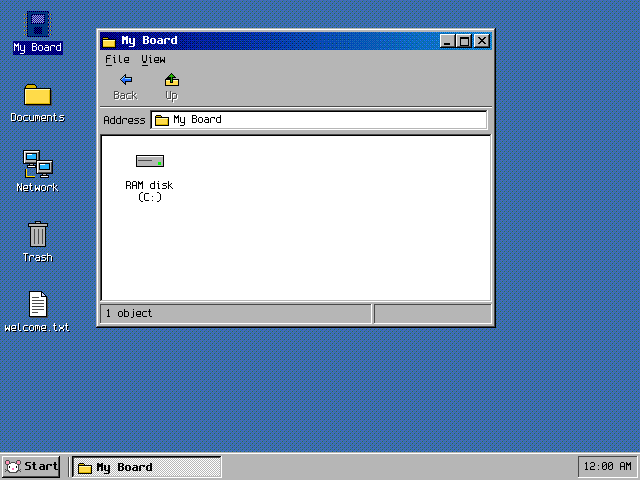 My Board
Documents
Network
Trash
welcome.txt
My Board
File View
Back Up
Address My Board
RAM disk
(C:)
1 object
Start My Board 12:00 AM